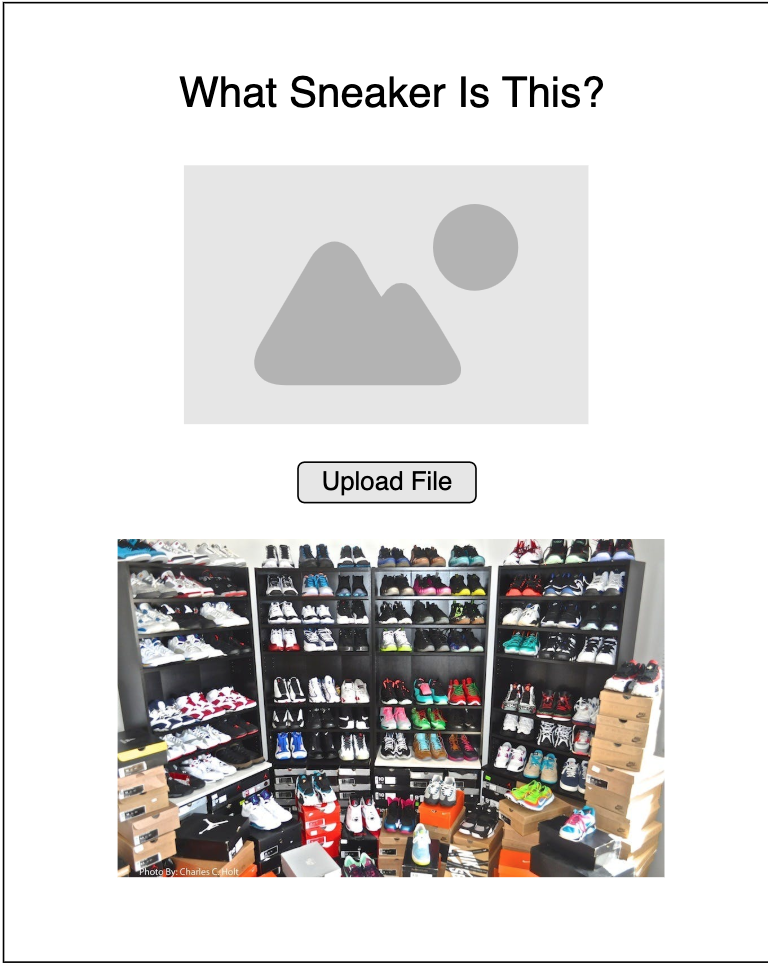 What Sneaker Is This?
Upload File
Photo By: Charles C. Holt